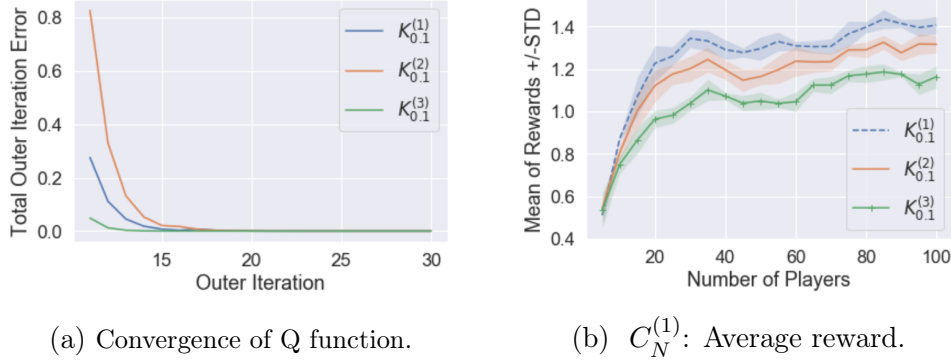 Total Outer Iteration Error
0.8
0.6
0.4
0.2
0.0
15
20
25
30
Outer Iteration
K_{0.1}^{(1)}
K_{0.1}^{(2)}
K_{0.1}^{(3)}
(a) Convergence of Q function.
Mean of Rewards +/-STD
1.4
1.2
1.0
0.8
0.6
0.4
20
40
60
80
100
Number of Players
K_{0.1}^{(1)}
K_{0.1}^{(2)}
K_{0.1}^{(3)}
(b) C_N^{(1)}: Average reward.